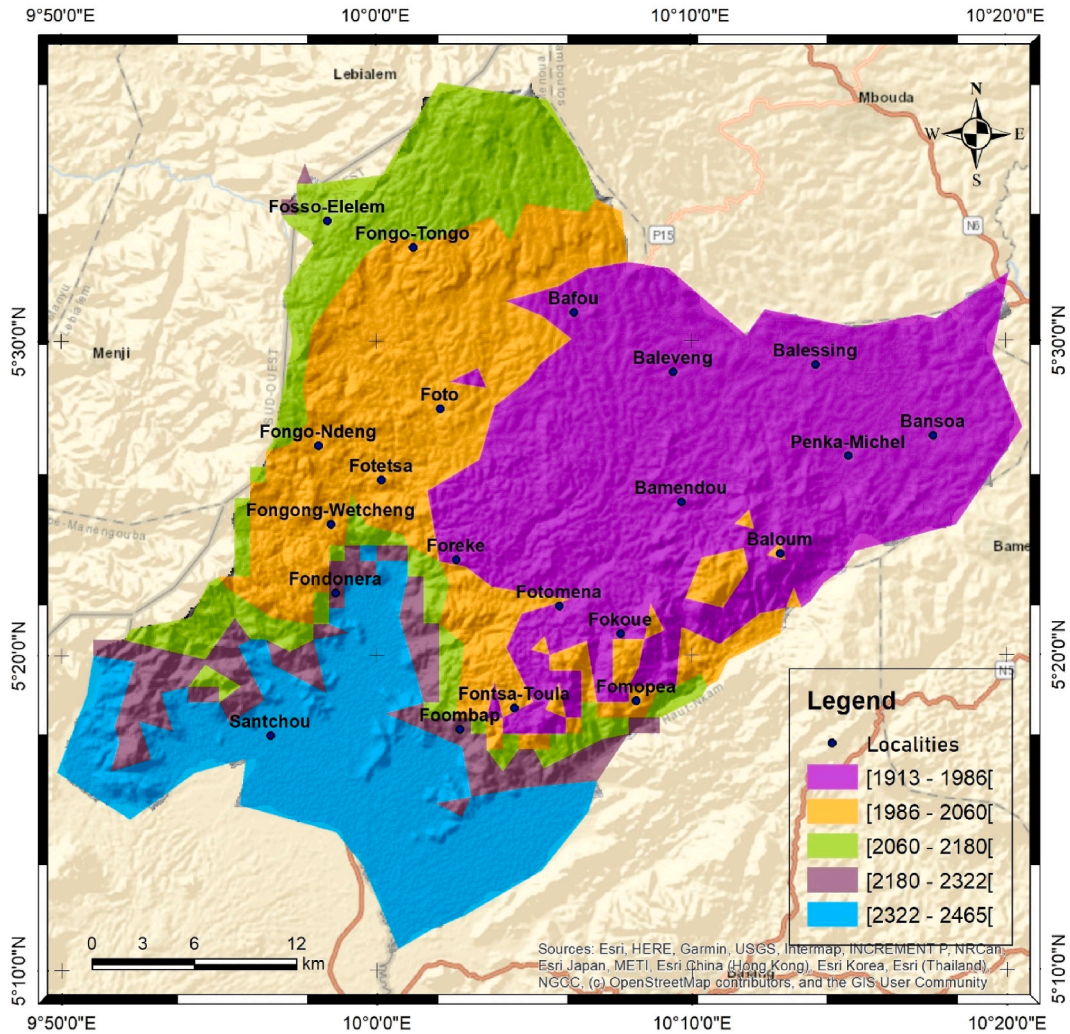 9°50'0"E 10°0'0"E 10°10'0"E 10°20'0"E
Lebialem
Mbouda
N
W E
S
Fosso-Elelem
Fongo-Tongo
P15
N6
Bafou
5°30'0"N 5°30'0"N
Menji
Baleveng
Balessing
SUD-OUEST
Foto
Bansoa
Fongo-Ndeng
Penka-Michel
Fotetsa
Bamendou
Fongong-Wetcheng
Foreke
Baloum
Bame
Fondonera
Fotomena
Fokoue
5°20'0"N 5°20'0"N
N5
Fontsa-Toula
Fomopea
Santchou
Foombap
Haut-Nkam
Legend
Localities
[1913 - 1986[
[1986 - 2060[
[2060 - 2180[
[2180 - 2322[
[2322 - 2465[
0 3 6 12
km
Sources: Esri, HERE, Garmin, USGS, Intermap, INCREMENT P, NRCan,
Esri Japan, METI, Esri China (Hong Kong), Esri Korea, Esri (Thailand),
NGCC, (c) OpenStreetMap contributors, and the GIS User Community
5°10'0"N 5°10'0"N
9°50'0"E 10°0'0"E 10°10'0"E 10°20'0"E